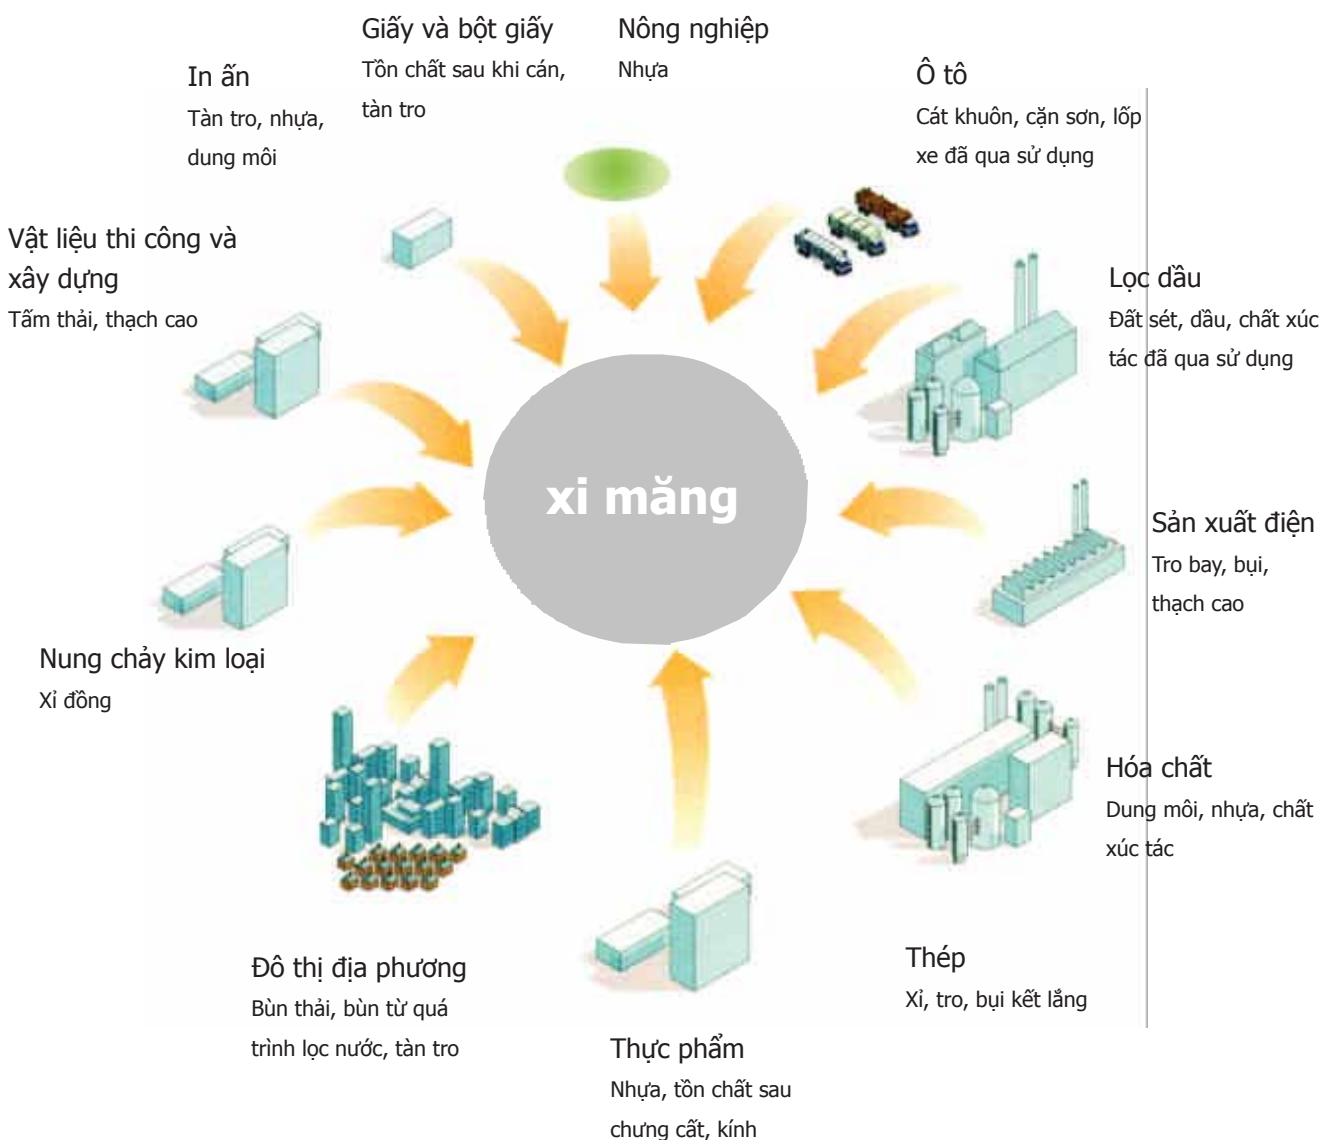 Giấy và bột giấy
Tồn chất sau khi cán,
tàn tro
Nông nghiệp
Nhựa
In ấn
Tàn tro, nhựa,
dung môi
Ô tô
Cát khuôn, cặn sơn, lốp
xe đã qua sử dụng
Vật liệu thi công và
xây dựng
Tấm thải, thạch cao
Lọc dầu
Đất sét, dầu, chất xúc
tác đã qua sử dụng
xi măng
Sản xuất điện
Tro bay, bụi,
thạch cao
Nung chảy kim loại
Xỉ đồng
Hóa chất
Dung môi, nhựa, chất
xúc tác
Đô thị địa phương
Bùn thải, bùn từ quá
trình lọc nước, tàn tro
Thép
Xỉ, tro, bụi kết lắng
Thực phẩm
Nhựa, tồn chất sau
chưng cất, kính